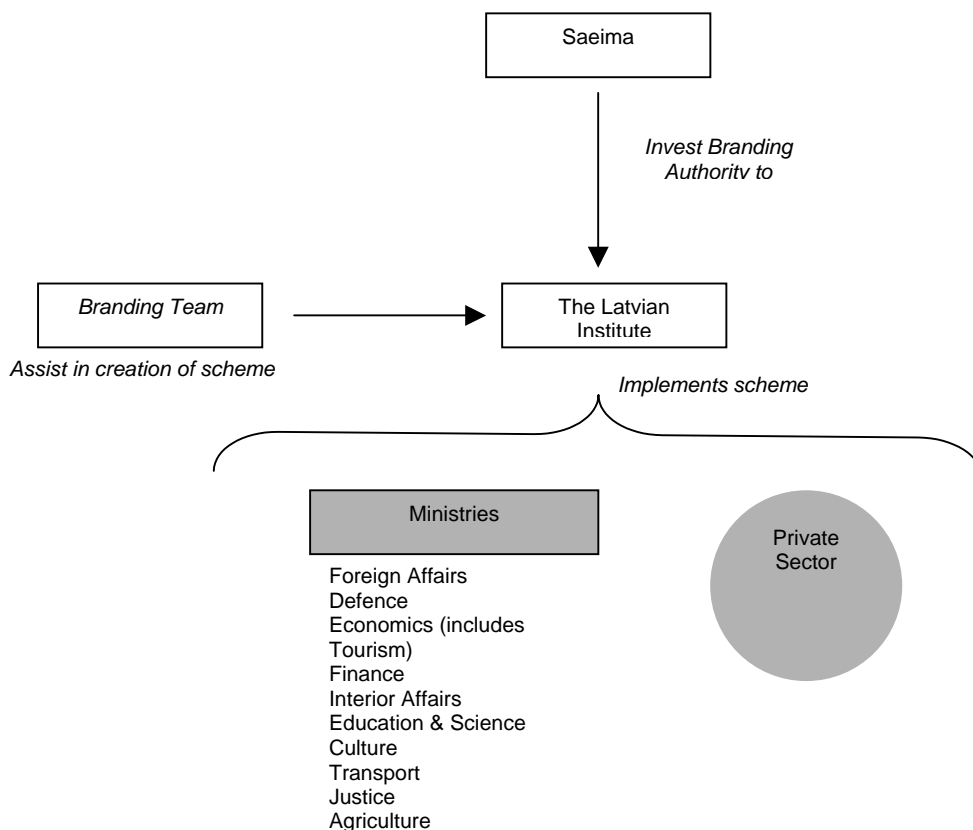 Saeima
Invest Branding
Authority to
Branding Team
The Latvian
Institute
Assist in creation of scheme
Implements scheme
Ministries
Private
Sector
Foreign Affairs
Defence
Economics (includes
Tourism)
Finance
Interior Affairs
Education & Science
Culture
Transport
Justice
Agriculture